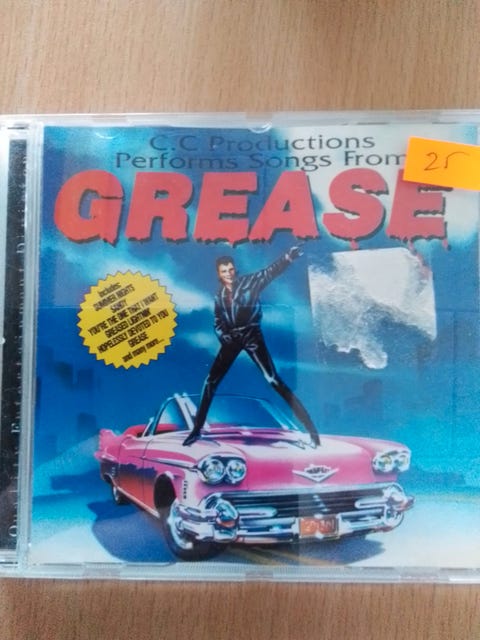 C.C Productions
Performs Songs From
25
GREASE
includes:
SUMMER NIGHTS
SANDY
YOU'RE THE ONE THAT I WANT
GREASED LIGHTNIN'
HOPELESSLY DEVOTED TO YOU
GREASE
and many more...